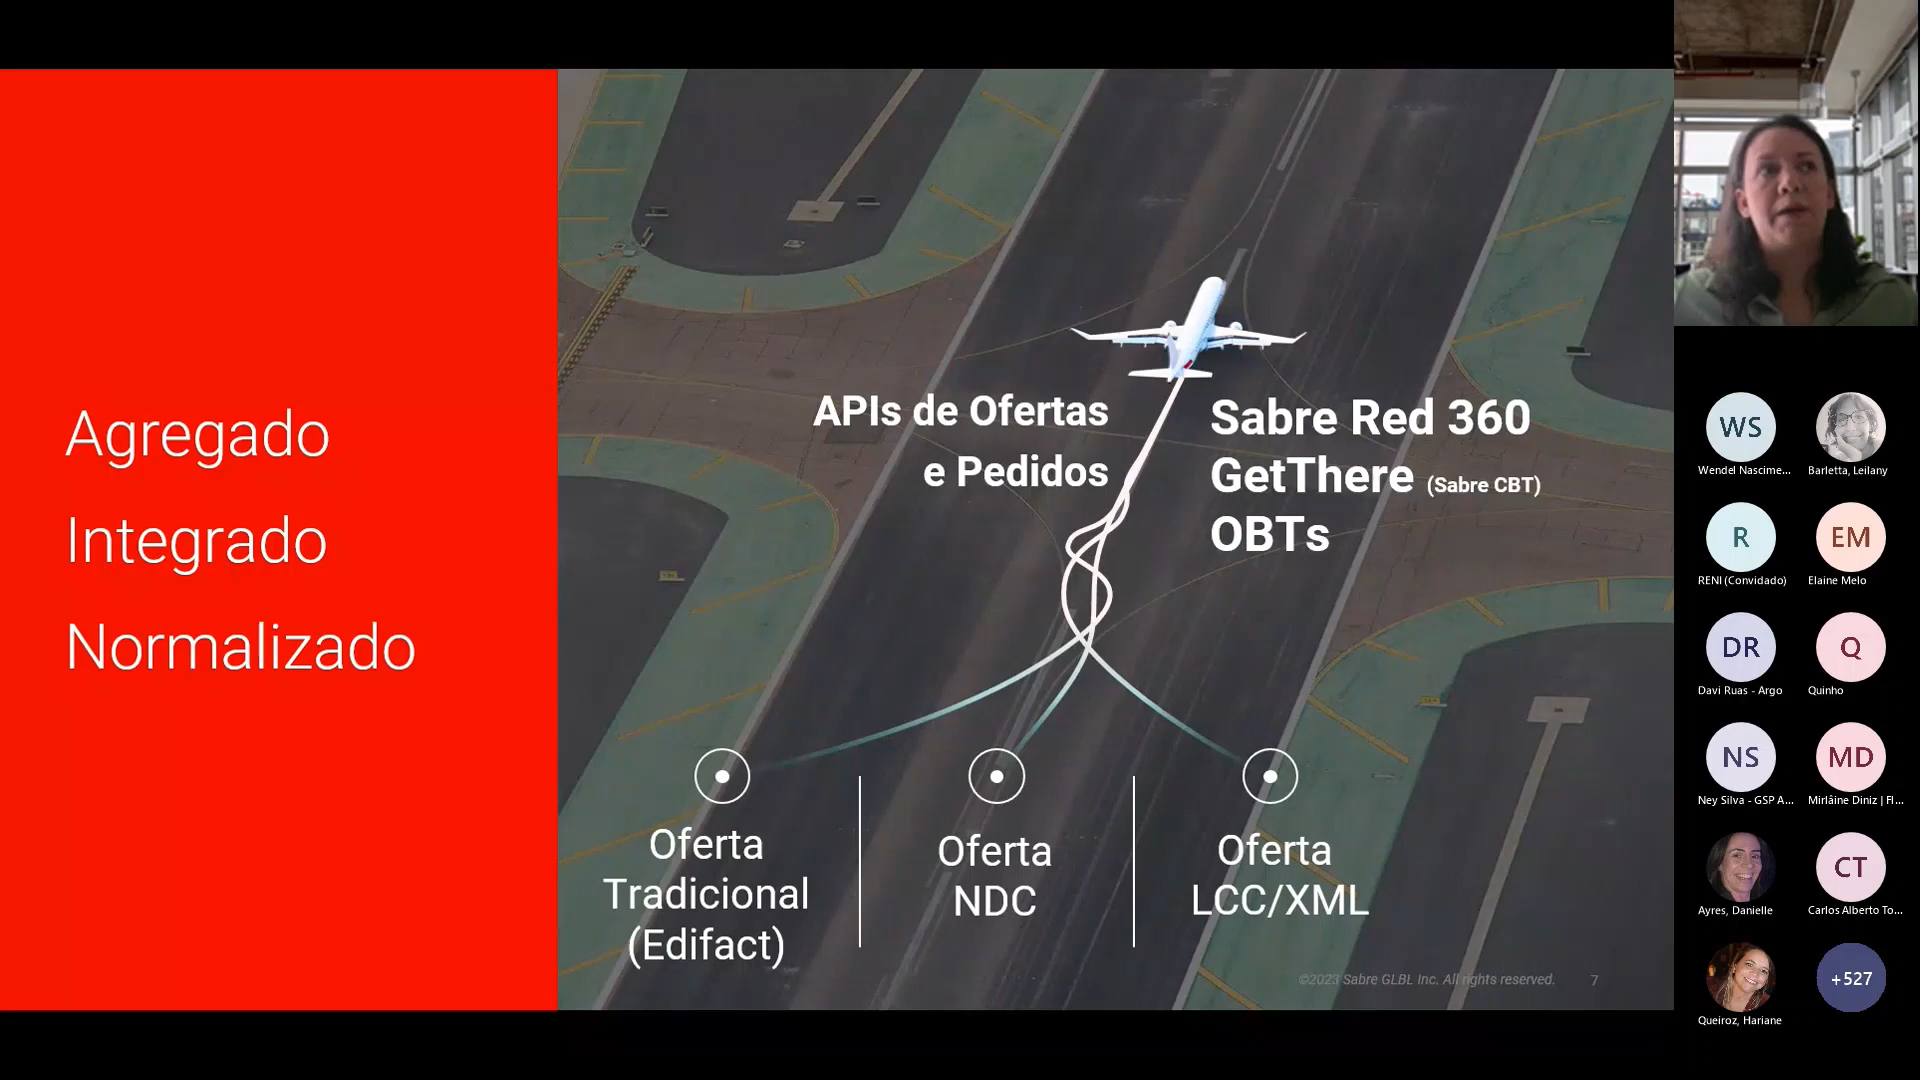 Agregado
Integrado
Normalizado
APIs de Ofertas
e Pedidos
Sabre Red 360
GetThere (Sabre CBT)
OBTs
Oferta
Tradicional
(Edifact)
Oferta
NDC
Oferta
LCC/XML
©2023 Sabre GLBL Inc. All rights reserved.
7
WS
Wendel Nascime...
Barletta, Leilany
R
RENI (Convidado)
EM
Elaine Melo
DR
Davi Ruas - Argo
Q
Quinho
NS
Ney Silva - GSP A...
MD
Mirláine Diniz | Fl...
Ayres, Danielle
CT
Carlos Alberto To...
Queiroz, Hariane
+527